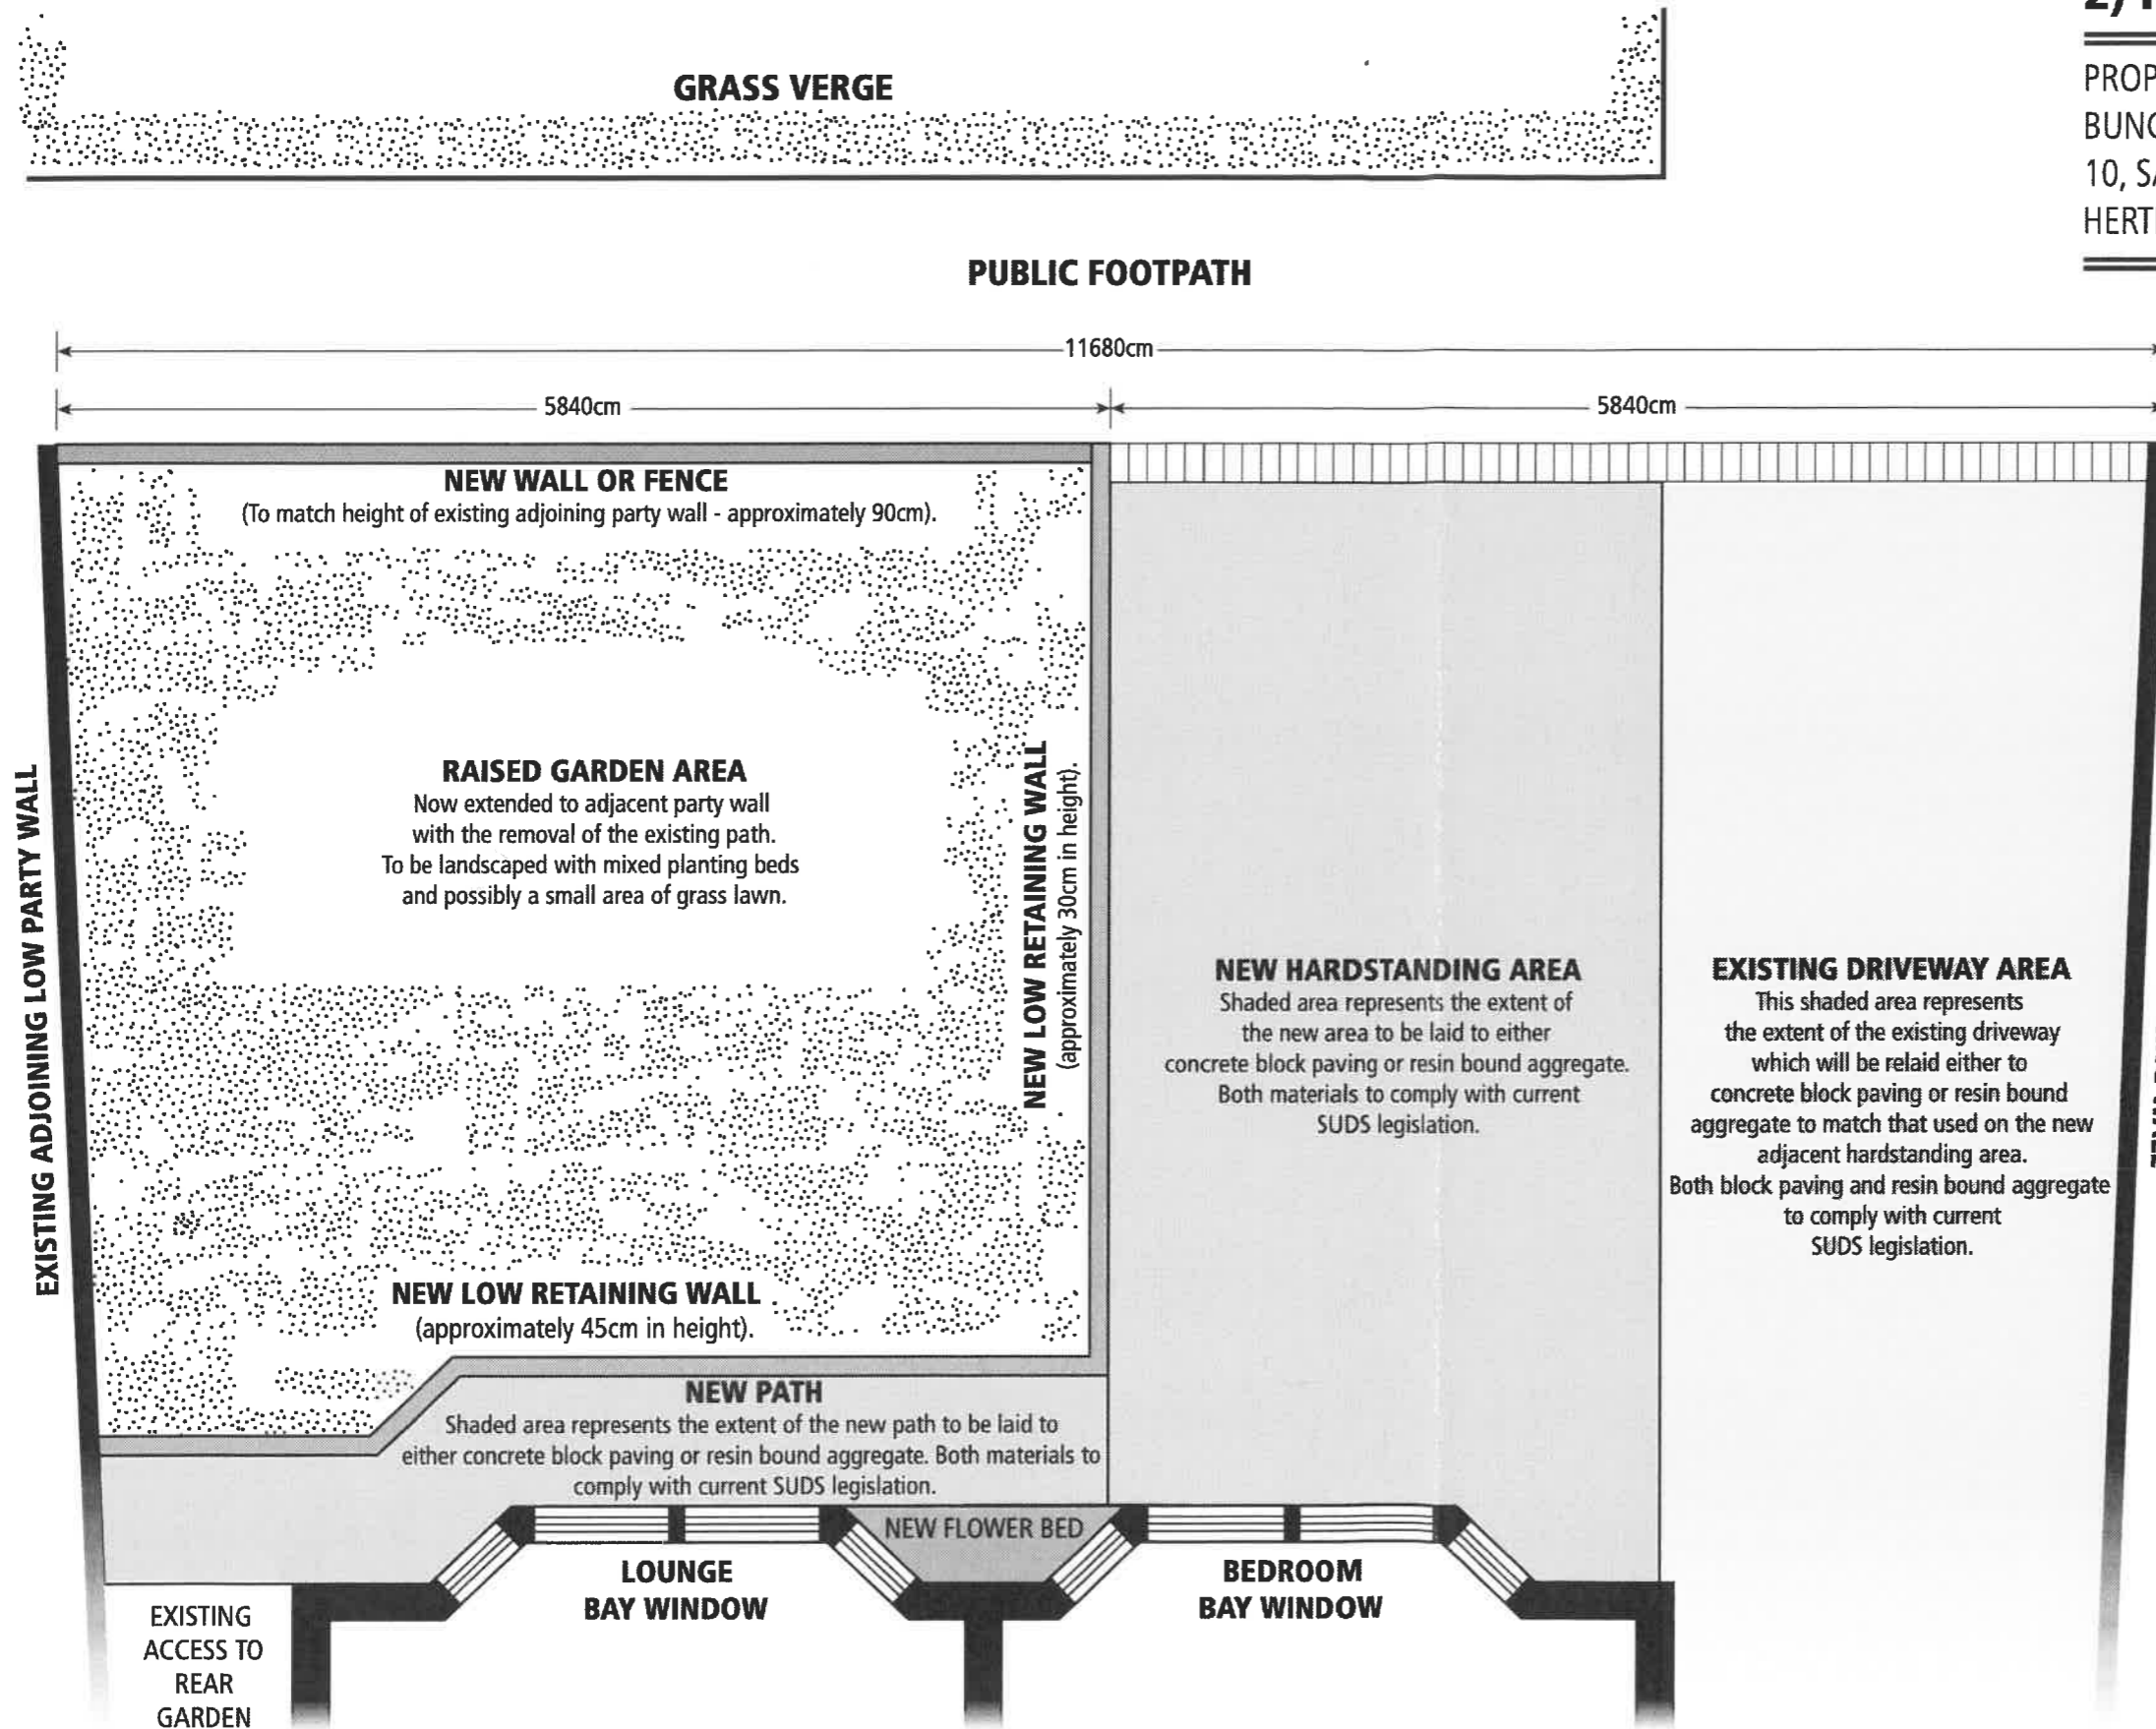 PROP
BUNG
10, SA
HERT
GRASS VERGE
PUBLIC FOOTPATH
11680cm
5840cm
5840cm
NEW WALL OR FENCE
(To match height of existing adjoining party wall - approximately 90cm).
EXISTING ADJOINING LOW PARTY WALL
RAISED GARDEN AREA
Now extended to adjacent party wall
with the removal of the existing path.
To be landscaped with mixed planting beds
and possibly a small area of grass lawn.
NEW LOW RETAINING WALL
(approximately 30cm in height).
NEW HARDSTANDING AREA
Shaded area represents the extent of
the new area to be laid to either
concrete block paving or resin bound aggregate.
Both materials to comply with current
SUDS legislation.
EXISTING DRIVEWAY AREA
This shaded area represents
the extent of the existing driveway
which will be relaid either to
concrete block paving or resin bound
aggregate to match that used on the new
adjacent hardstanding area.
Both block paving and resin bound aggregate
to comply with current
SUDS legislation.
NEW LOW RETAINING WALL
(approximately 45cm in height).
NEW PATH
Shaded area represents the extent of the new path to be laid to
either concrete block paving or resin bound aggregate. Both materials to
comply with current SUDS legislation.
NEW FLOWER BED
LOUNGE
BAY WINDOW
BEDROOM
BAY WINDOW
EXISTING
ACCESS TO
REAR
GARDEN